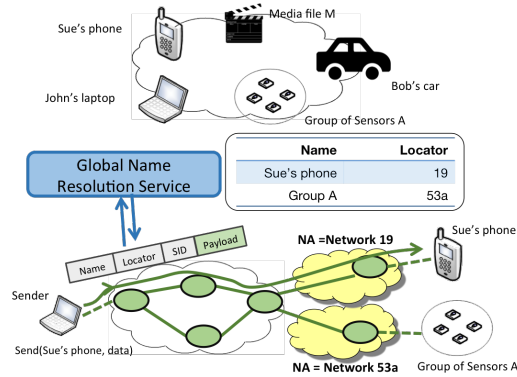 Sue's phone
Media file M
John's laptop
Bob's car
Group of Sensors A
Global Name
Resolution Service
Name Locator
Sue's phone 19
Group A 53a
Name Locator SID Payload
NA =Network 19
Sue's phone
Sender
Send(Sue's phone, data)
NA = Network 53a
Group of Sensors A